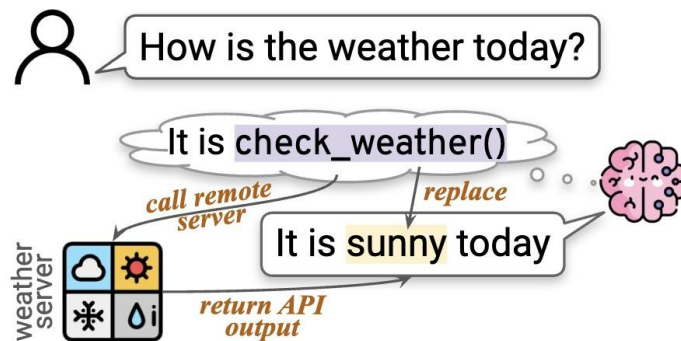 How is the weather today?
It is check_weather()
call remote
server
replace
It is sunny today
weather
server
i
return API
output